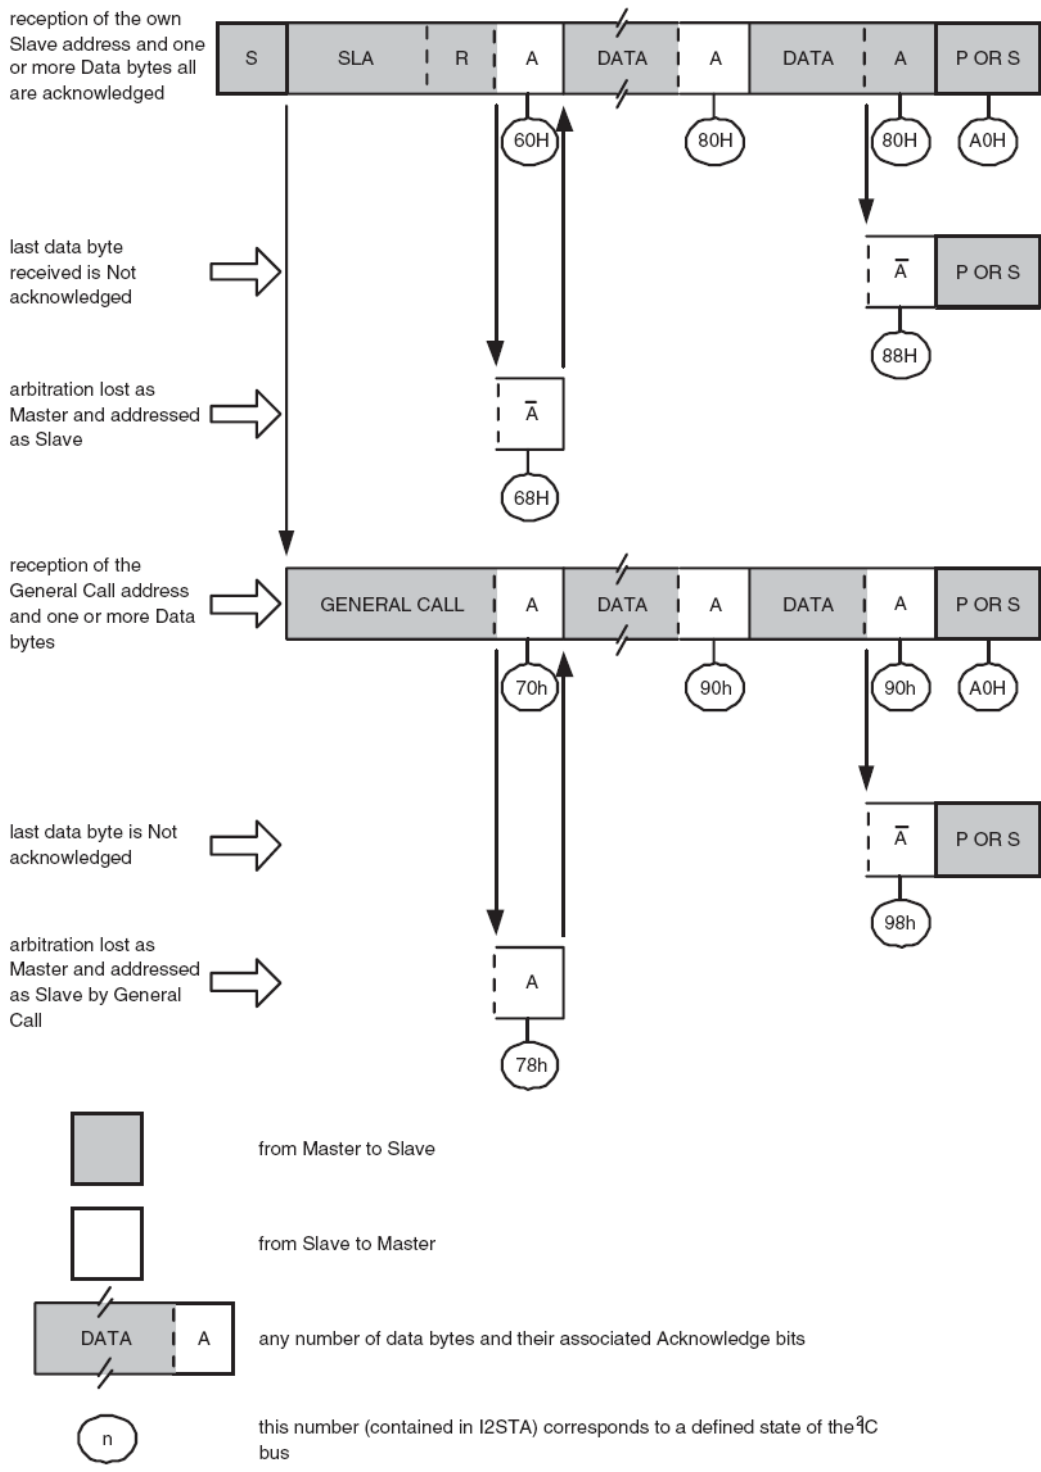 reception of the own
Slave address and one
or more Data bytes all
are acknowledged
S SLA R A DATA A DATA A P OR S
60H 80H 80H A0H
last data byte
received is Not
acknowledged
A̅ P OR S
88H
arbitration lost as
Master and addressed
as Slave
A̅
68H
reception of the
General Call address
and one or more Data
bytes
GENERAL CALL A DATA A DATA A P OR S
70h 90h 90h A0H
last data byte is Not
acknowledged
A̅ P OR S
98h
arbitration lost as
Master and addressed
as Slave by General
Call
A
78h
from Master to Slave
from Slave to Master
DATA A any number of data bytes and their associated Acknowledge bits
n this number (contained in I2STA) corresponds to a defined state of the I²C
bus